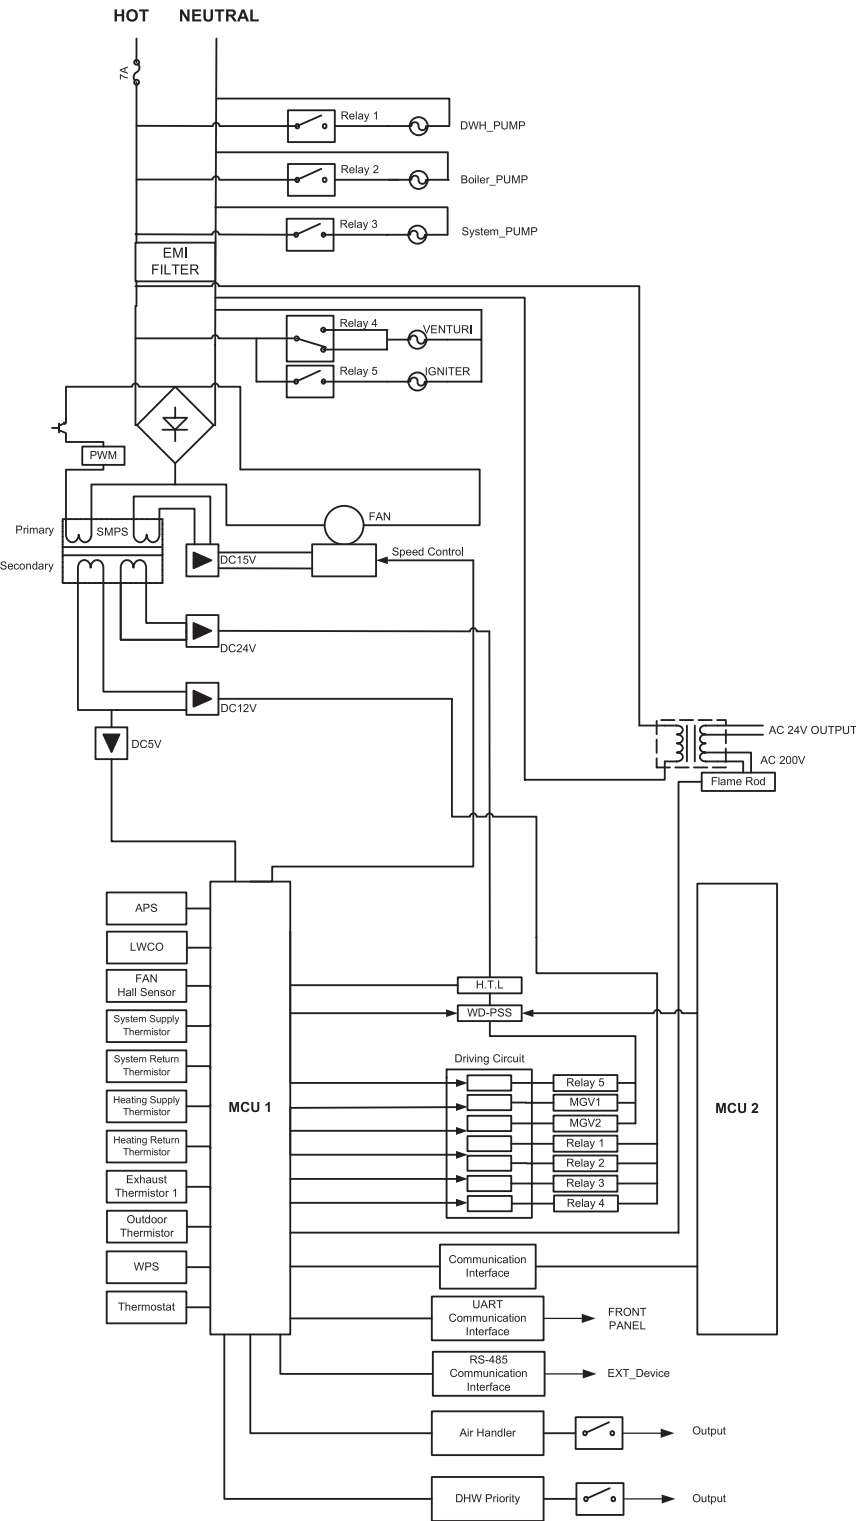 HOT NEUTRAL
7A
Relay 1
DWH_PUMP
Relay 2
Boiler_PUMP
Relay 3
System_PUMP
EMI
FILTER
Relay 4
VENTURI
Relay 5
IGNITER
PWM
FAN
Primary
SMPS
Speed Control
Secondary
DC15V
DC24V
DC12V
DC5V
AC 24V OUTPUT
AC 200V
Flame Rod
APS
LWCO
FAN
Hall Sensor
System Supply
Thermistor
System Return
Thermistor
Heating Supply
Thermistor
Heating Return
Thermistor
Exhaust
Thermistor 1
Outdoor
Thermistor
WPS
Thermostat
MCU 1
H.T.L
WD-PSS
Driving Circuit
Relay 5
MGV1
MGV2
Relay 1
Relay 2
Relay 3
Relay 4
MCU 2
Communication
Interface
UART
Communication
Interface
FRONT
PANEL
RS-485
Communication
Interface
EXT_Device
Air Handler
Output
DHW Priority
Output